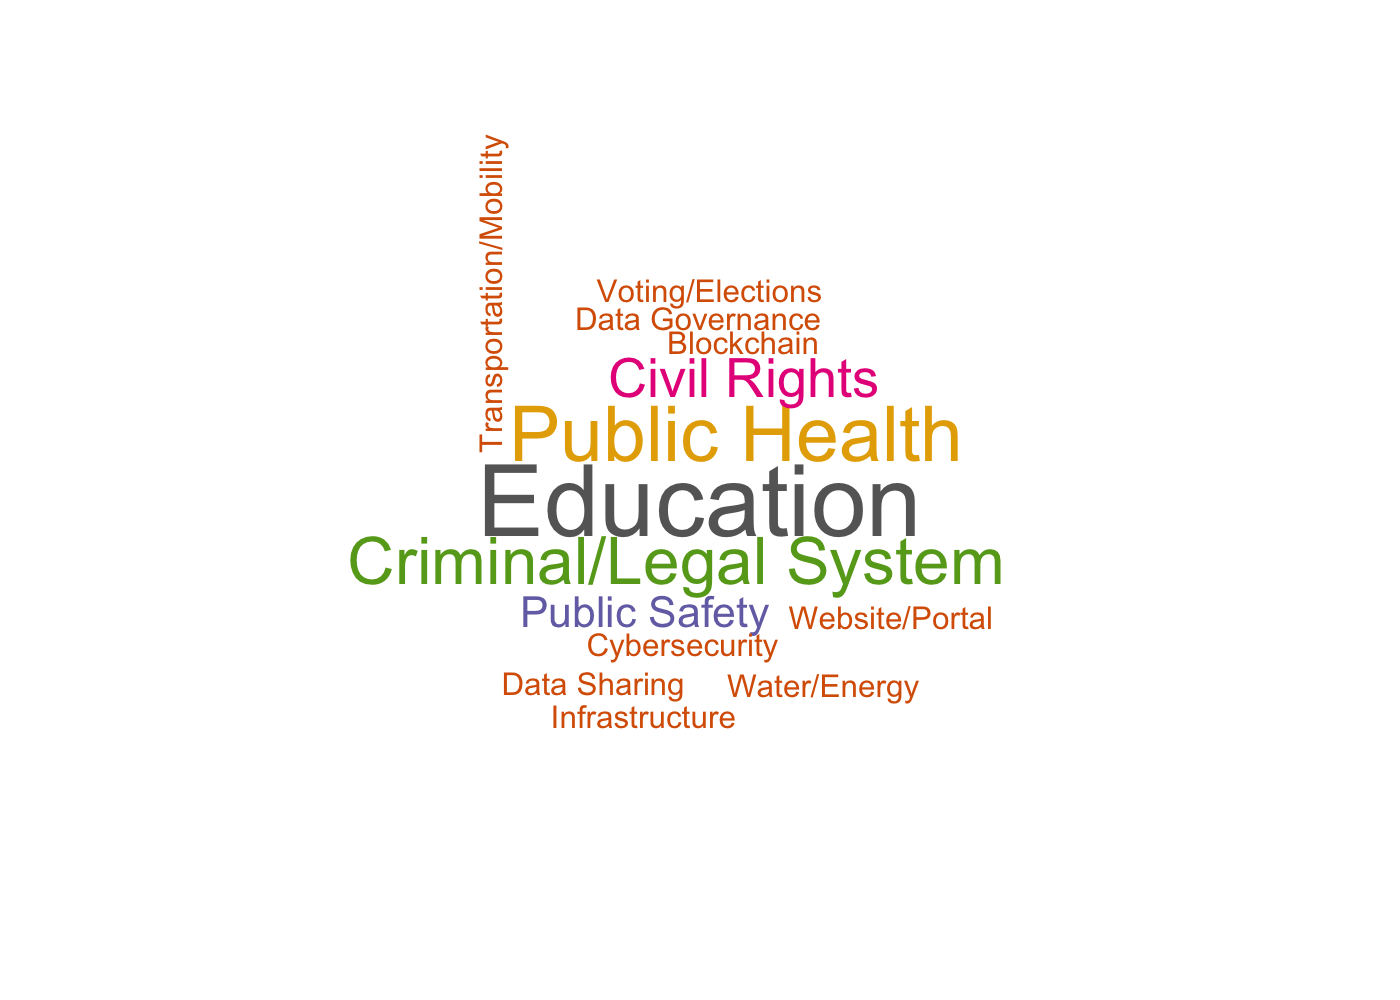 Transportation/Mobility
Voting/Elections
Data Governance
Blockchain
Civil Rights
Public Health
Education
Criminal/Legal System
Public Safety
Website/Portal
Cybersecurity
Data Sharing
Water/Energy
Infrastructure